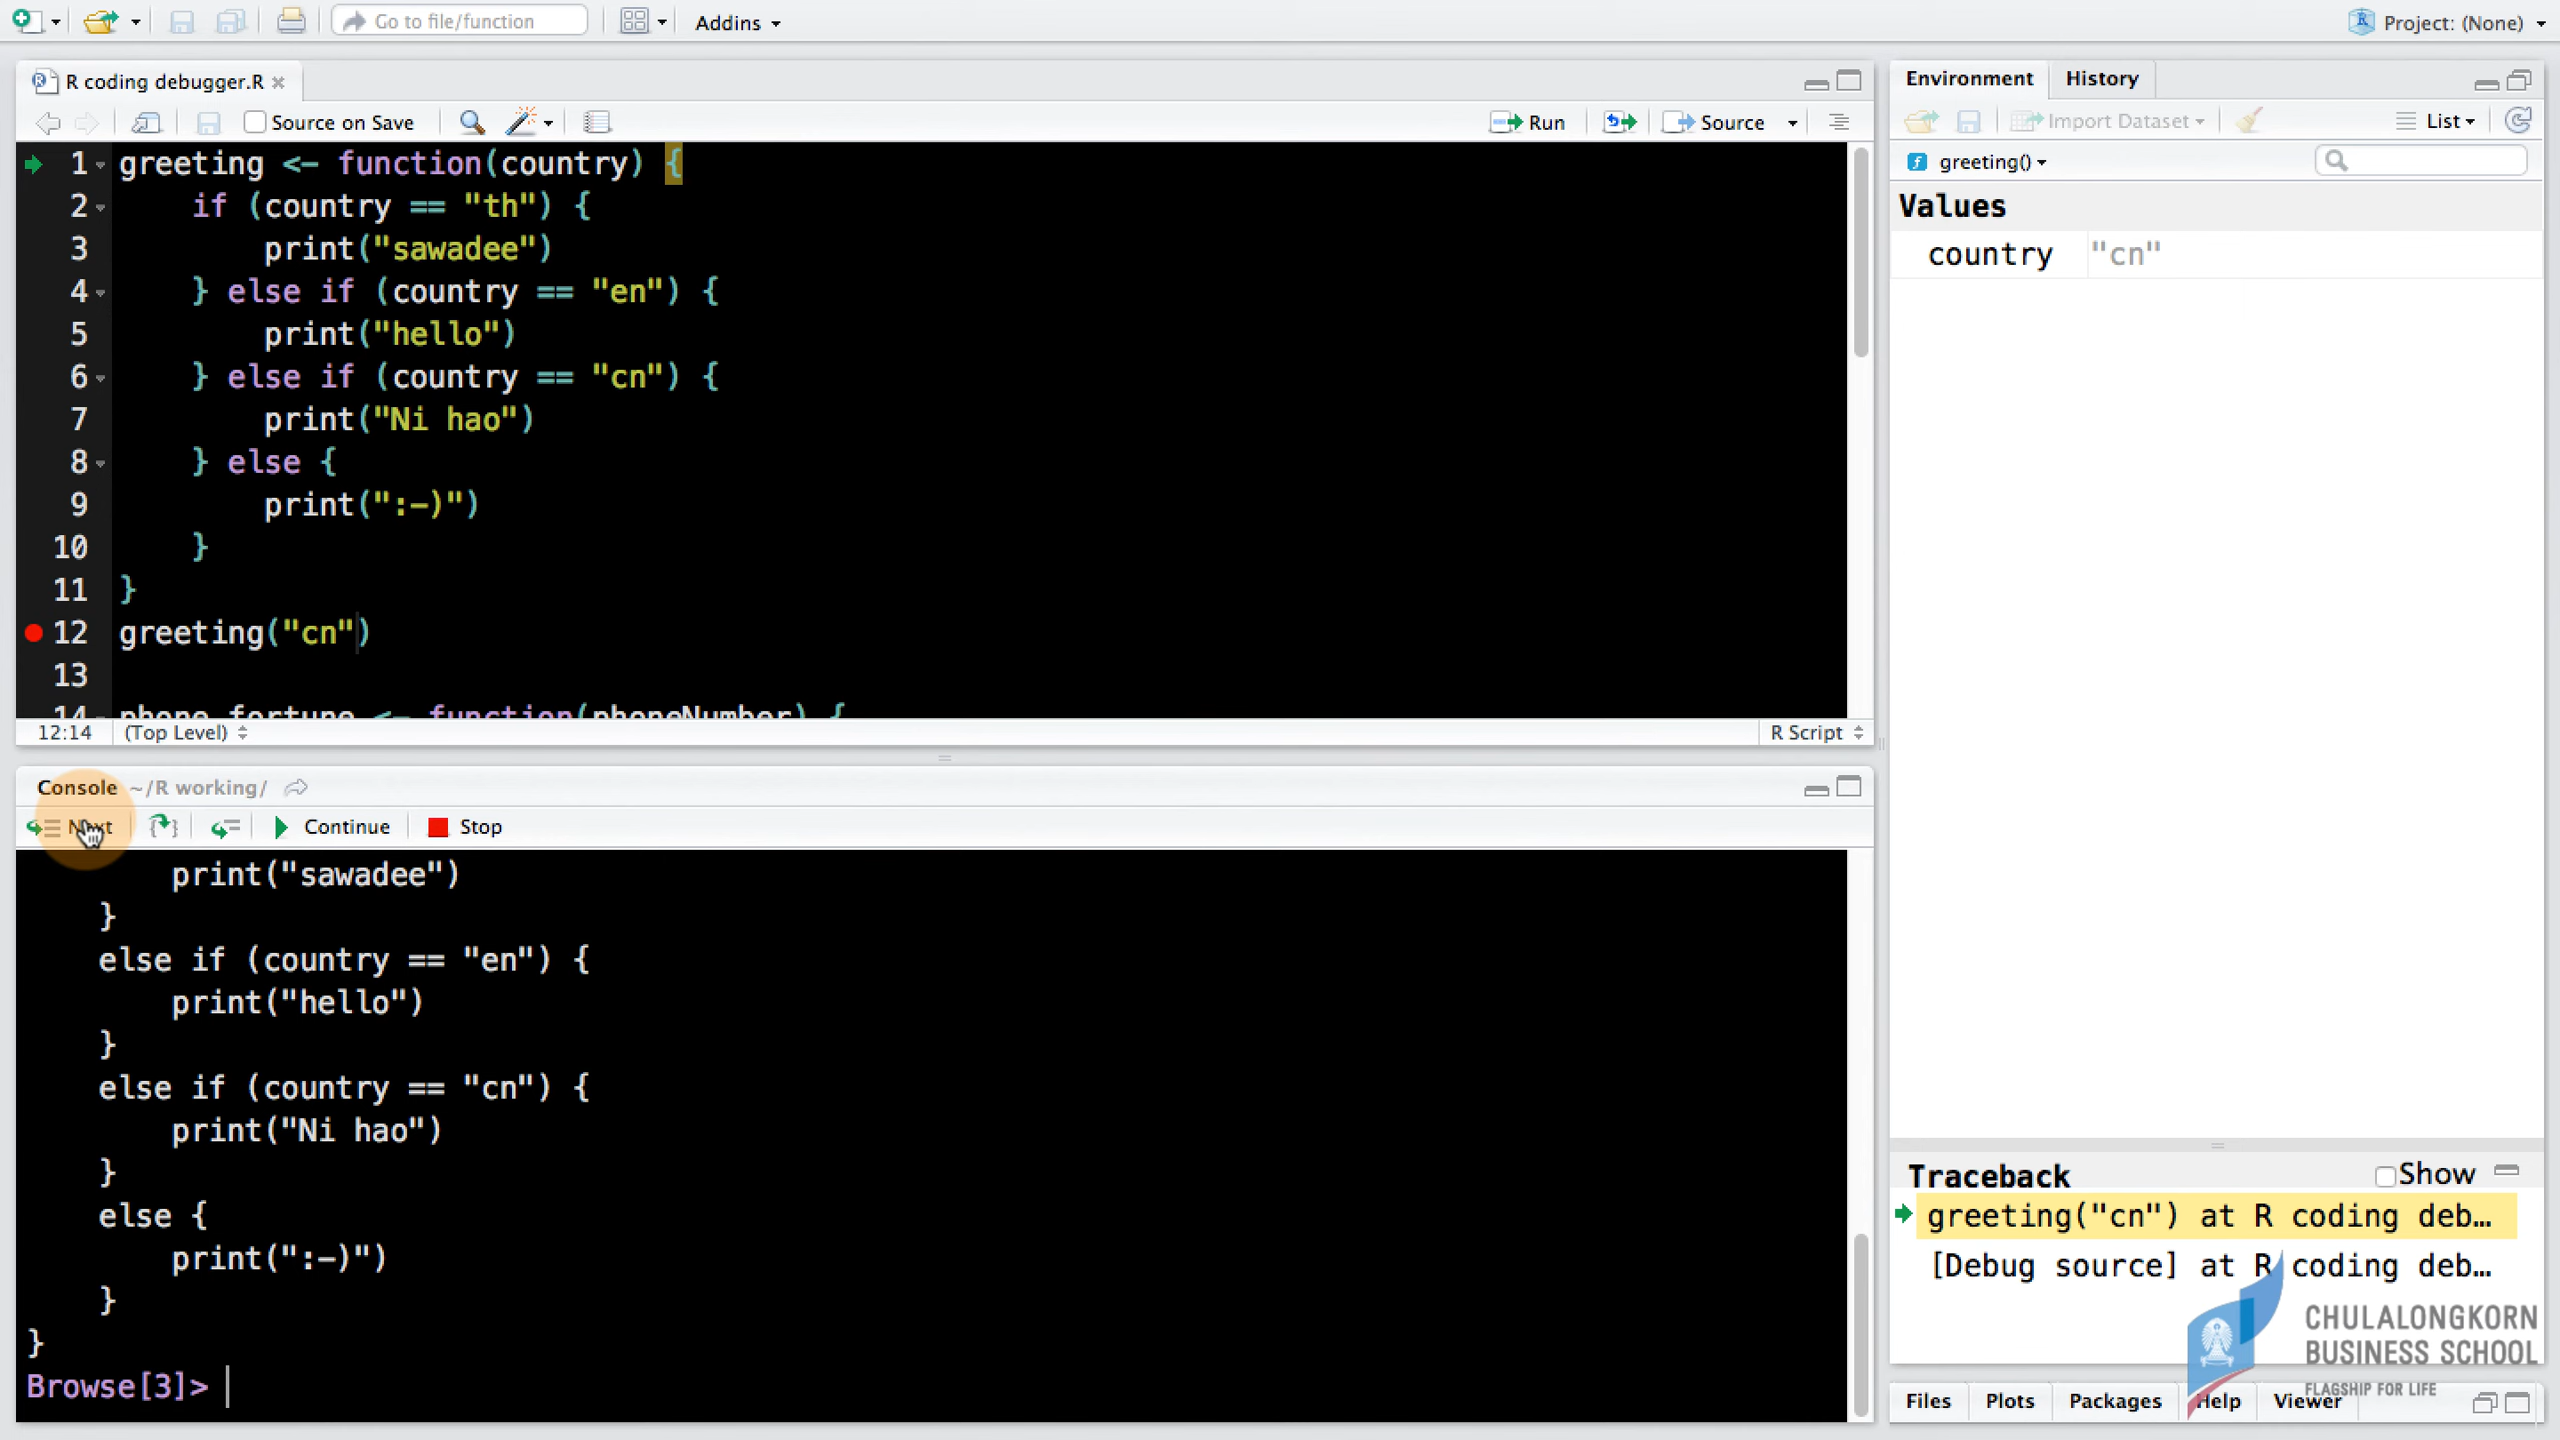 Go to file/function
Addins
Project: (None)
R coding debugger.R
Source on Save
Run
Source
1 greeting <- function(country) {
2     if (country == "th") {
3         print("sawadee")
4     } else if (country == "en") {
5         print("hello")
6     } else if (country == "cn") {
7         print("Ni hao")
8     } else {
9         print(":-)")
10     }
11 }
12 greeting("cn")
13
14 phone_fortune <- function(phoneNumber) {
12:14 (Top Level)
R Script
Console ~/R working/
Next
Continue
Stop
        print("sawadee")
    }
    else if (country == "en") {
        print("hello")
    }
    else if (country == "cn") {
        print("Ni hao")
    }
    else {
        print(":-)")
    }
}
Browse[3]>
Environment
History
Import Dataset
List
greeting()
Values
country "cn"
Traceback
Show
greeting("cn") at R coding deb…
[Debug source] at R coding deb…
CHULALONGKORN
BUSINESS SCHOOL
FLAGSHIP FOR LIFE
Files
Plots
Packages
Help
Viewer